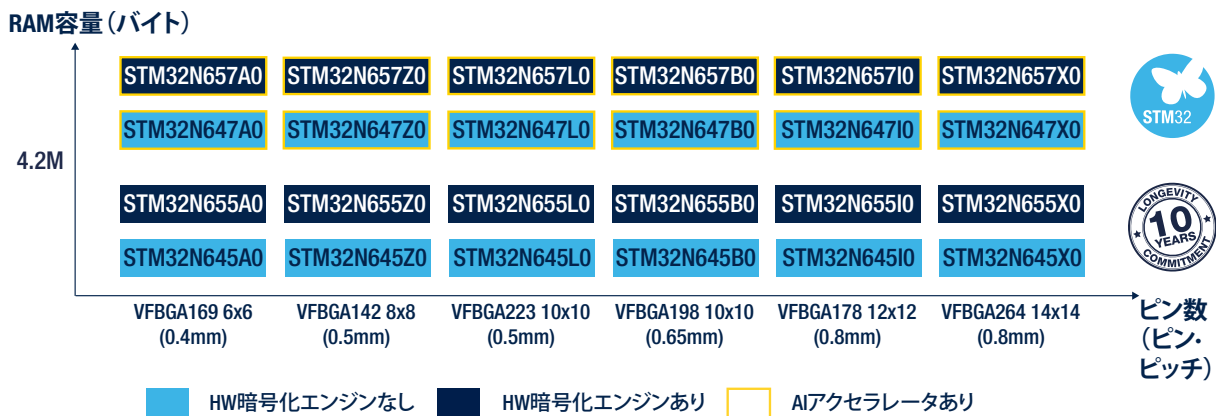 RAM容量（バイト）
STM32N657A0 STM32N657Z0 STM32N657L0 STM32N657B0 STM32N657I0 STM32N657X0
STM32N647A0 STM32N647Z0 STM32N647L0 STM32N647B0 STM32N647I0 STM32N647X0
STM32
4.2M
STM32N655A0 STM32N655Z0 STM32N655L0 STM32N655B0 STM32N655I0 STM32N655X0
STM32N645A0 STM32N645Z0 STM32N645L0 STM32N645B0 STM32N645I0 STM32N645X0
LONGEVITY
10
YEARS
COMMITMENT
VFBGA169 6x6 VFBGA142 8x8 VFBGA223 10x10 VFBGA198 10x10 VFBGA178 12x12 VFBGA264 14x14
(0.4mm) (0.5mm) (0.5mm) (0.65mm) (0.8mm) (0.8mm)
ピン数
（ピン・
ピッチ）
HW暗号化エンジンなし HW暗号化エンジンあり AIアクセラレータあり